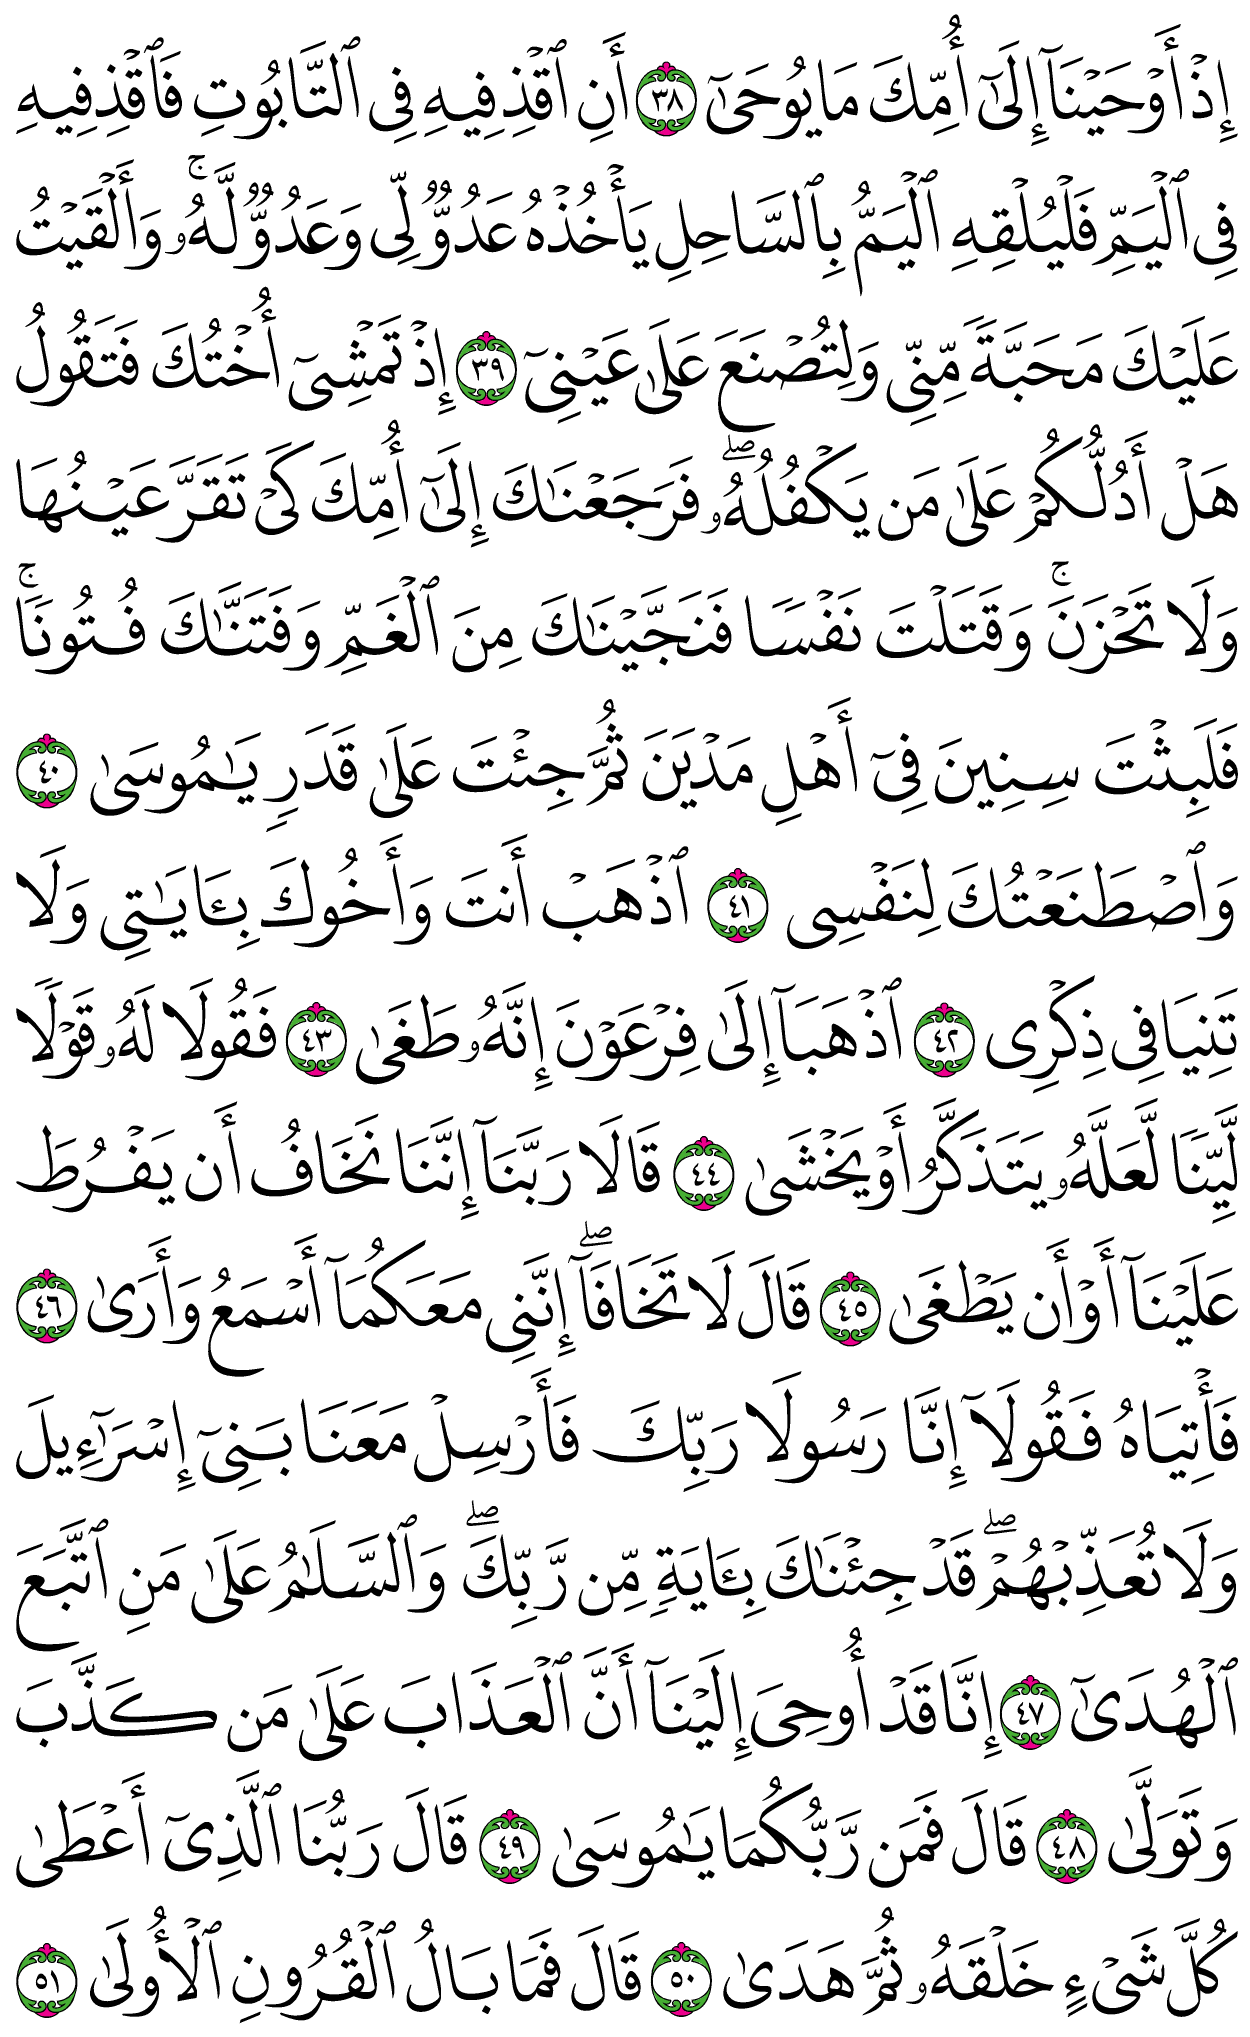 إِذْ أَوْحَيْنَآ إِلَىٰٓ أُمِّكَ مَا يُوحَىٰٓ ٣٨ أَنِ ٱقْذِفِيهِ فِى ٱلتَّابُوتِ فَٱقْذِفِيهِ
فِى ٱلْيَمِّ فَلْيُلْقِهِ ٱلْيَمُّ بِٱلسَّاحِلِ يَأْخُذْهُ عَدُوٌّ لِّى وَعَدُوٌّ لَّهُۥ ۚ وَأَلْقَيْتُ
عَلَيْكَ مَحَبَّةً مِّنِّى وَلِتُصْنَعَ عَلَىٰ عَيْنِىٓ ٣٩ إِذْ تَمْشِىٓ أُخْتُكَ فَتَقُولُ
هَلْ أَدُلُّكُمْ عَلَىٰ مَن يَكْفُلُهُۥ ۖ فَرَجَعْنَٰكَ إِلَىٰٓ أُمِّكَ كَىْ تَقَرَّ عَيْنُهَا
وَلَا تَحْزَنَ ۚ وَقَتَلْتَ نَفْسًا فَنَجَّيْنَٰكَ مِنَ ٱلْغَمِّ وَفَتَنَّٰكَ فُتُونًا ۚ
فَلَبِثْتَ سِنِينَ فِىٓ أَهْلِ مَدْيَنَ ثُمَّ جِئْتَ عَلَىٰ قَدَرٍ يَٰمُوسَىٰ ٤٠
وَٱصْطَنَعْتُكَ لِنَفْسِى ٤١ ٱذْهَبْ أَنتَ وَأَخُوكَ بِـَٔايَٰتِى وَلَا
تَنِيَا فِى ذِكْرِى ٤٢ ٱذْهَبَآ إِلَىٰ فِرْعَوْنَ إِنَّهُۥ طَغَىٰ ٤٣ فَقُولَا لَهُۥ قَوْلًا
لَّيِّنًا لَّعَلَّهُۥ يَتَذَكَّرُ أَوْ يَخْشَىٰ ٤٤ قَالَا رَبَّنَآ إِنَّنَا نَخَافُ أَن يَفْرُطَ
عَلَيْنَآ أَوْ أَن يَطْغَىٰ ٤٥ قَالَ لَا تَخَافَآ ۖ إِنَّنِى مَعَكُمَآ أَسْمَعُ وَأَرَىٰ ٤٦
فَأْتِيَاهُ فَقُولَآ إِنَّا رَسُولَا رَبِّكَ فَأَرْسِلْ مَعَنَا بَنِىٓ إِسْرَٰٓءِيلَ
وَلَا تُعَذِّبْهُمْ ۖ قَدْ جِئْنَٰكَ بِـَٔايَةٍ مِّن رَّبِّكَ ۖ وَٱلسَّلَٰمُ عَلَىٰ مَنِ ٱتَّبَعَ
ٱلْهُدَىٰٓ ٤٧ إِنَّا قَدْ أُوحِىَ إِلَيْنَآ أَنَّ ٱلْعَذَابَ عَلَىٰ مَن كَذَّبَ
وَتَوَلَّىٰ ٤٨ قَالَ فَمَن رَّبُّكُمَا يَٰمُوسَىٰ ٤٩ قَالَ رَبُّنَا ٱلَّذِىٓ أَعْطَىٰ
كُلَّ شَىْءٍ خَلْقَهُۥ ثُمَّ هَدَىٰ ٥٠ قَالَ فَمَا بَالُ ٱلْقُرُونِ ٱلْأُولَىٰ ٥١